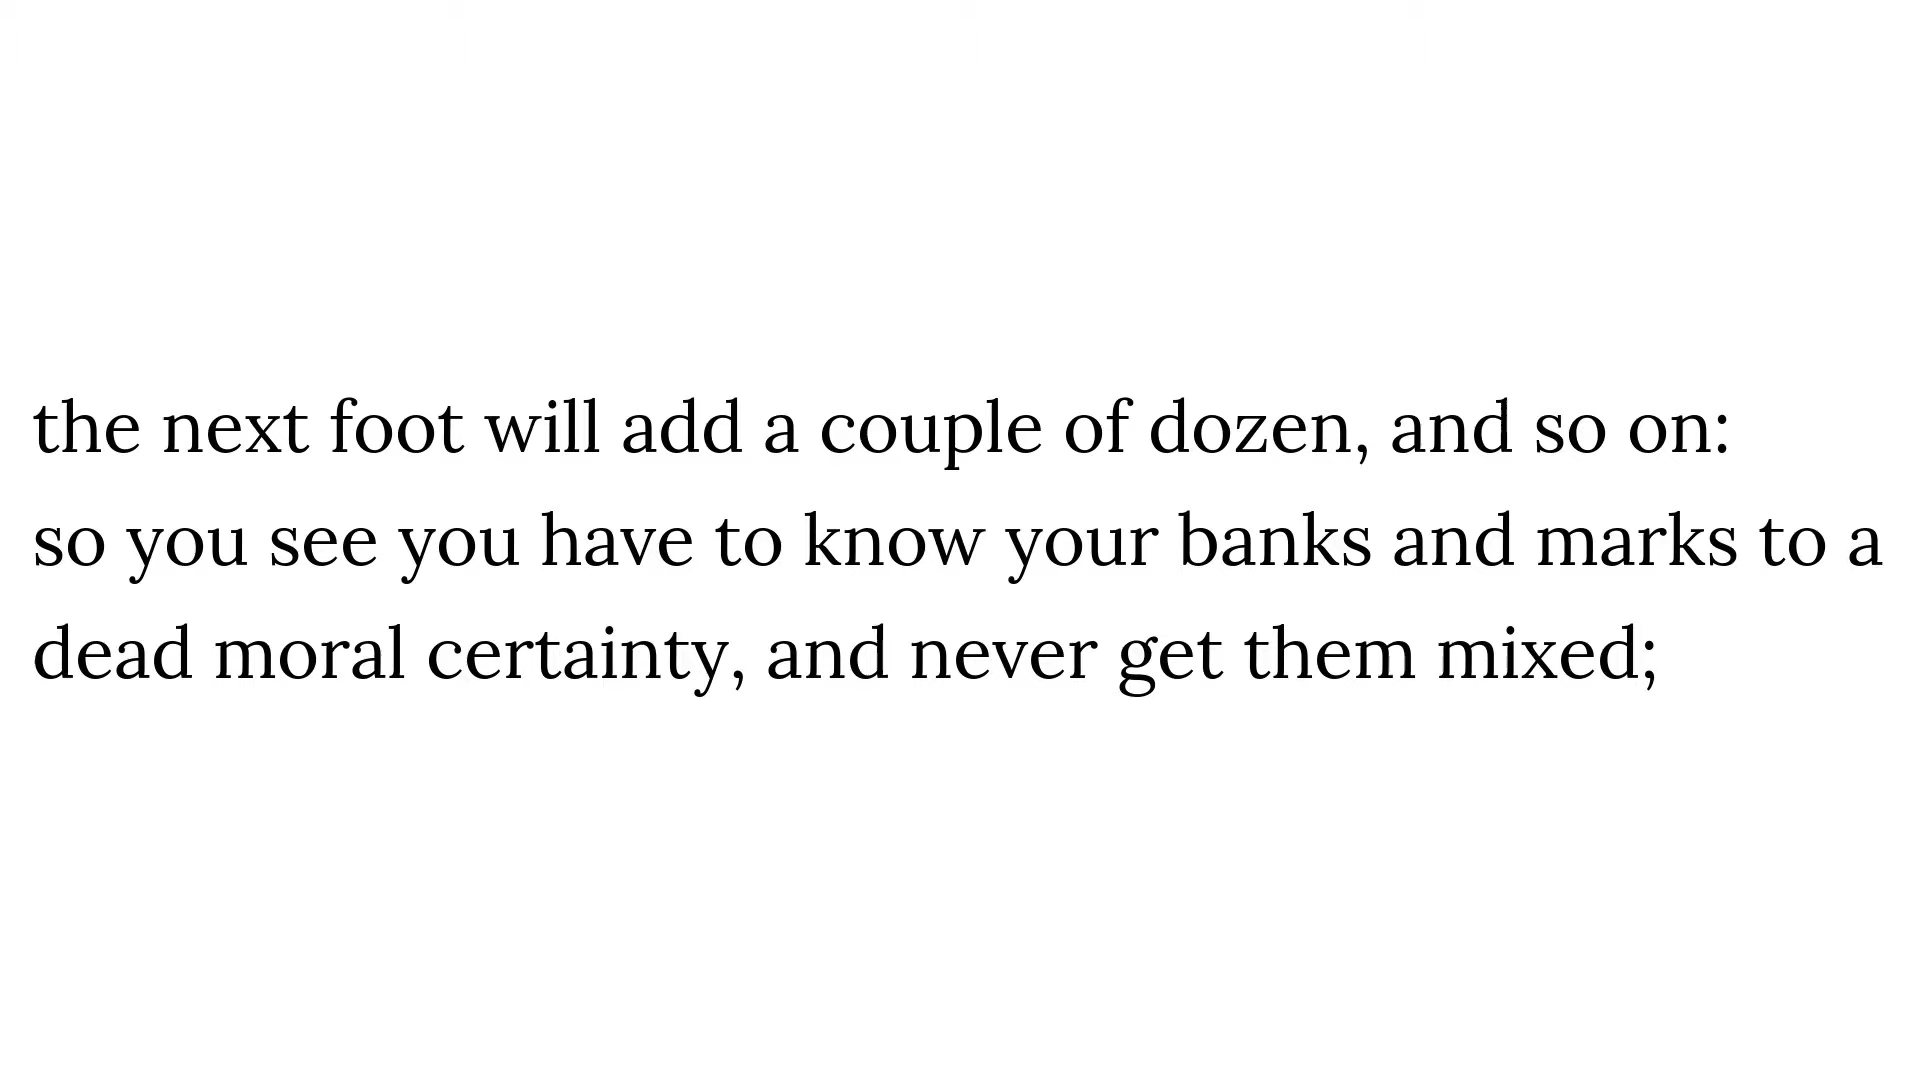 the next foot will add a couple of dozen, and so on:
so you see you have to know your banks and marks to a
dead moral certainty, and never get them mixed;